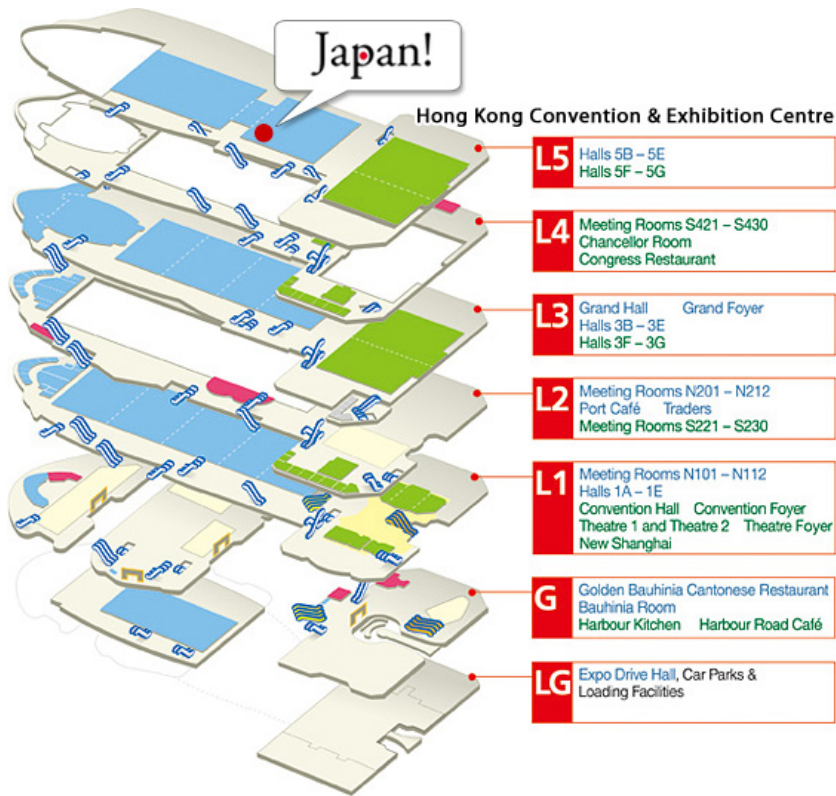 Japan!
Hong Kong Convention & Exhibition Centre
L5
Halls 5B – 5E
Halls 5F – 5G
L4
Meeting Rooms S421 – S430
Chancellor Room
Congress Restaurant
L3
Grand Hall Grand Foyer
Halls 3B – 3E
Halls 3F – 3G
L2
Meeting Rooms N201 – N212
Port Café Traders
Meeting Rooms S221 – S230
L1
Meeting Rooms N101 – N112
Halls 1A – 1E
Convention Hall Convention Foyer
Theatre 1 and Theatre 2 Theatre Foyer
New Shanghai
G
Golden Bauhinia Cantonese Restaurant
Bauhinia Room
Harbour Kitchen Harbour Road Café
LG
Expo Drive Hall, Car Parks &
Loading Facilities